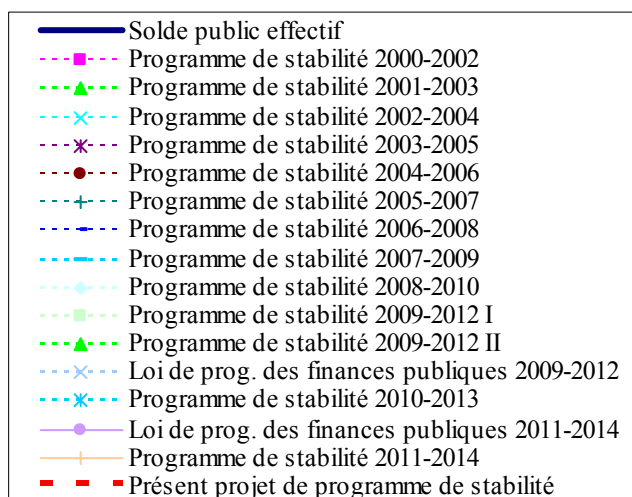 Solde public effectif
Programme de stabilité 2000-2002
Programme de stabilité 2001-2003
Programme de stabilité 2002-2004
Programme de stabilité 2003-2005
Programme de stabilité 2004-2006
Programme de stabilité 2005-2007
Programme de stabilité 2006-2008
Programme de stabilité 2007-2009
Programme de stabilité 2008-2010
Programme de stabilité 2009-2012 I
Programme de stabilité 2009-2012 II
Loi de prog. des finances publiques 2009-2012
Programme de stabilité 2010-2013
Loi de prog. des finances publiques 2011-2014
Programme de stabilité 2011-2014
Présent projet de programme de stabilité